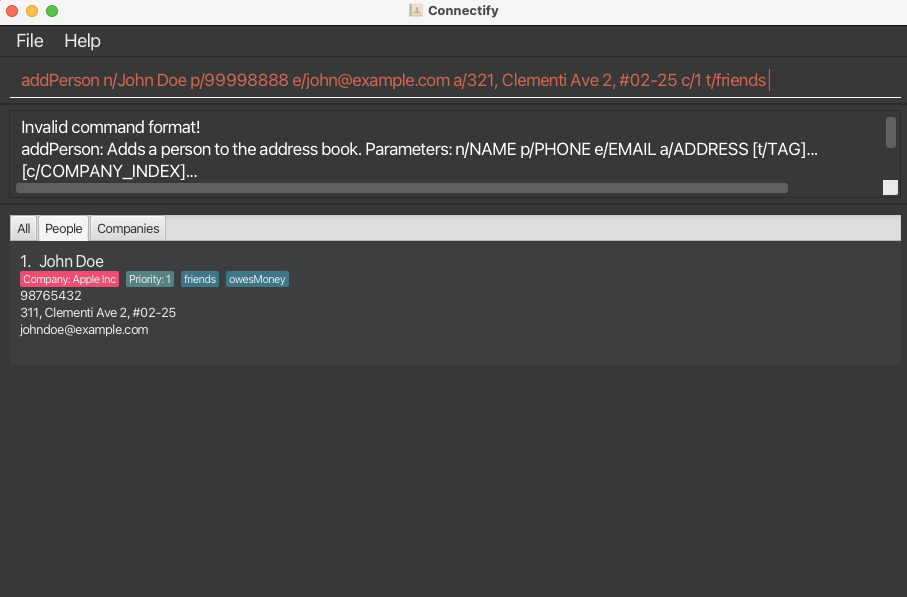 Connectify
File Help
addPerson n/John Doe p/99998888 e/john@example.com a/321, Clementi Ave 2, #02-25 c/1 t/friends
Invalid command format!
addPerson: Adds a person to the address book. Parameters: n/NAME p/PHONE e/EMAIL a/ADDRESS [t/TAG]...
[c/COMPANY_INDEX]...
All People Companies
1. John Doe
Company: Apple Inc Priority: 1 friends owesMoney
98765432
311, Clementi Ave 2, #02-25
johndoe@example.com